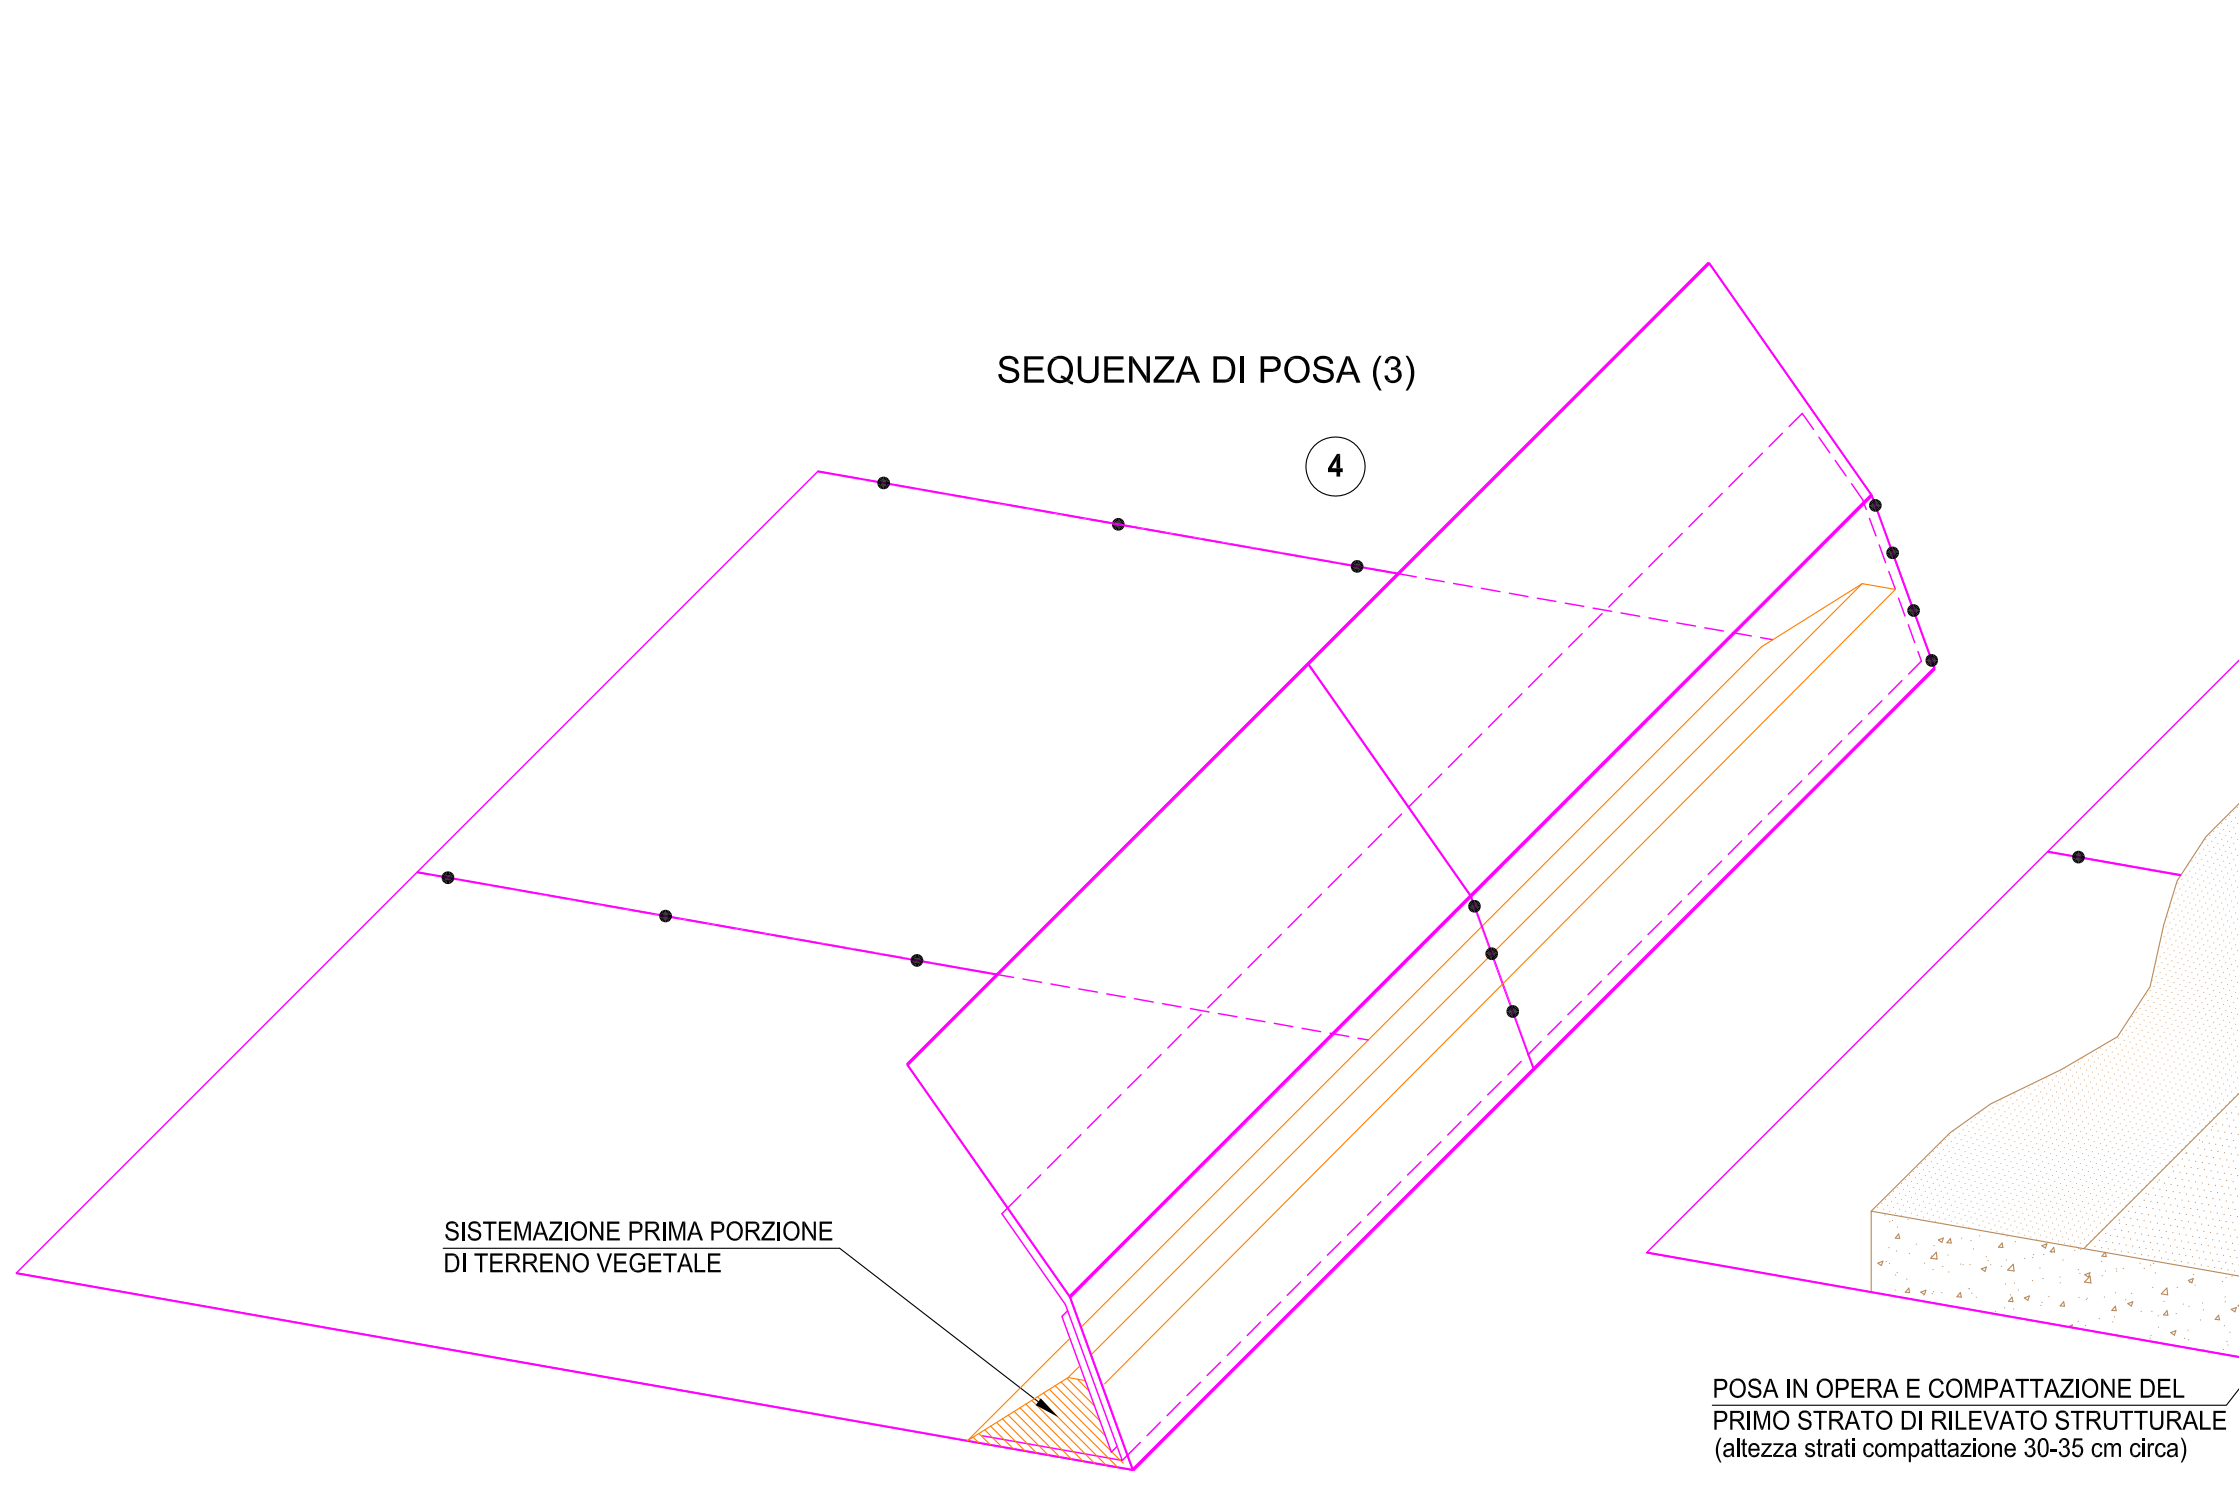 SEQUENZA DI POSA (3)
4
SISTEMAZIONE PRIMA PORZIONE
DI TERRENO VEGETALE
POSA IN OPERA E COMPATTAZIONE DEL
PRIMO STRATO DI RILEVATO STRUTTURALE
(altezza strati compattazione 30-35 cm circa)